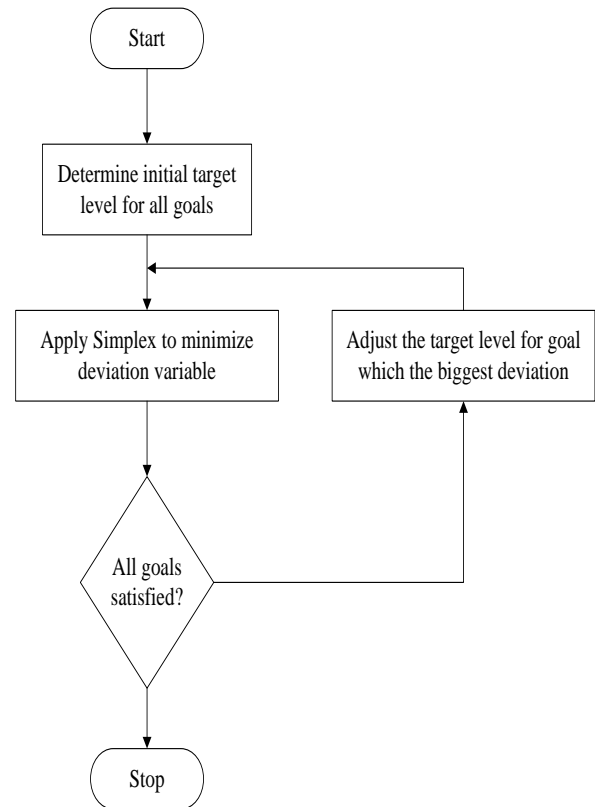 Start
Determine initial target
level for all goals
Apply Simplex to minimize
deviation variable
Adjust the target level for goal
which the biggest deviation
All goals
satisfied?
Stop